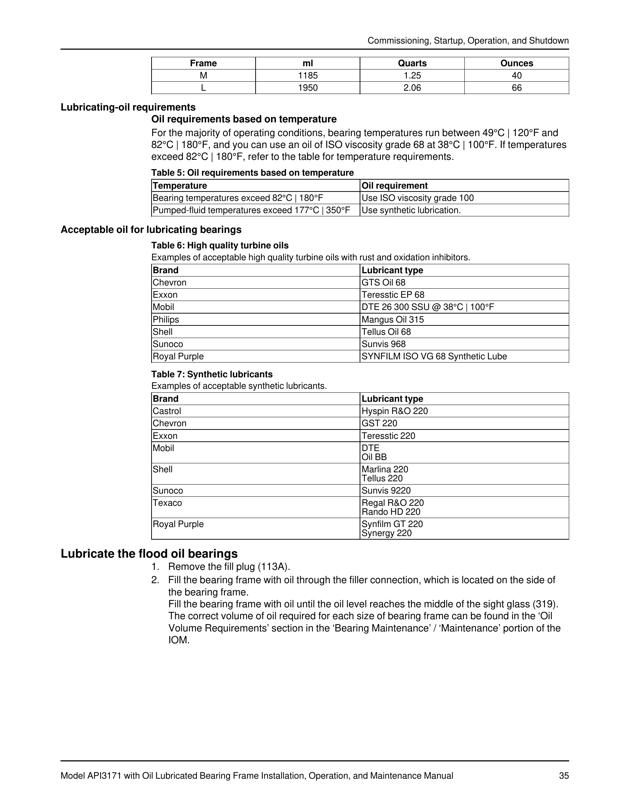 Commissioning, Startup, Operation, and Shutdown
Frame ml Quarts Ounces
M 1185 1.25 40
L 1950 2.06 66
Lubricating-oil requirements
Oil requirements based on temperature
For the majority of operating conditions, bearing temperatures run between 49°C | 120°F and
82°C | 180°F, and you can use an oil of ISO viscosity grade 68 at 38°C | 100°F. If temperatures
exceed 82°C | 180°F, refer to the table for temperature requirements.
Table 5: Oil requirements based on temperature
Temperature Oil requirement
Bearing temperatures exceed 82°C | 180°F Use ISO viscosity grade 100
Pumped-fluid temperatures exceed 177°C | 350°F Use synthetic lubrication.
Acceptable oil for lubricating bearings
Table 6: High quality turbine oils
Examples of acceptable high quality turbine oils with rust and oxidation inhibitors.
Brand Lubricant type
Chevron GTS Oil 68
Exxon Teresstic EP 68
Mobil DTE 26 300 SSU @ 38°C | 100°F
Philips Mangus Oil 315
Shell Tellus Oil 68
Sunoco Sunvis 968
Royal Purple SYNFILM ISO VG 68 Synthetic Lube
Table 7: Synthetic lubricants
Examples of acceptable synthetic lubricants.
Brand Lubricant type
Castrol Hyspin R&O 220
Chevron GST 220
Exxon Teresstic 220
Mobil DTE
Oil BB
Shell Marlina 220
Tellus 220
Sunoco Sunvis 9220
Texaco Regal R&O 220
Rando HD 220
Royal Purple Synfilm GT 220
Synergy 220
Lubricate the flood oil bearings
1. Remove the fill plug (113A).
2. Fill the bearing frame with oil through the filler connection, which is located on the side of
the bearing frame.
Fill the bearing frame with oil until the oil level reaches the middle of the sight glass (319).
The correct volume of oil required for each size of bearing frame can be found in the ‘Oil
Volume Requirements’ section in the ‘Bearing Maintenance’ / ‘Maintenance’ portion of the
IOM.
Model API3171 with Oil Lubricated Bearing Frame Installation, Operation, and Maintenance Manual 35